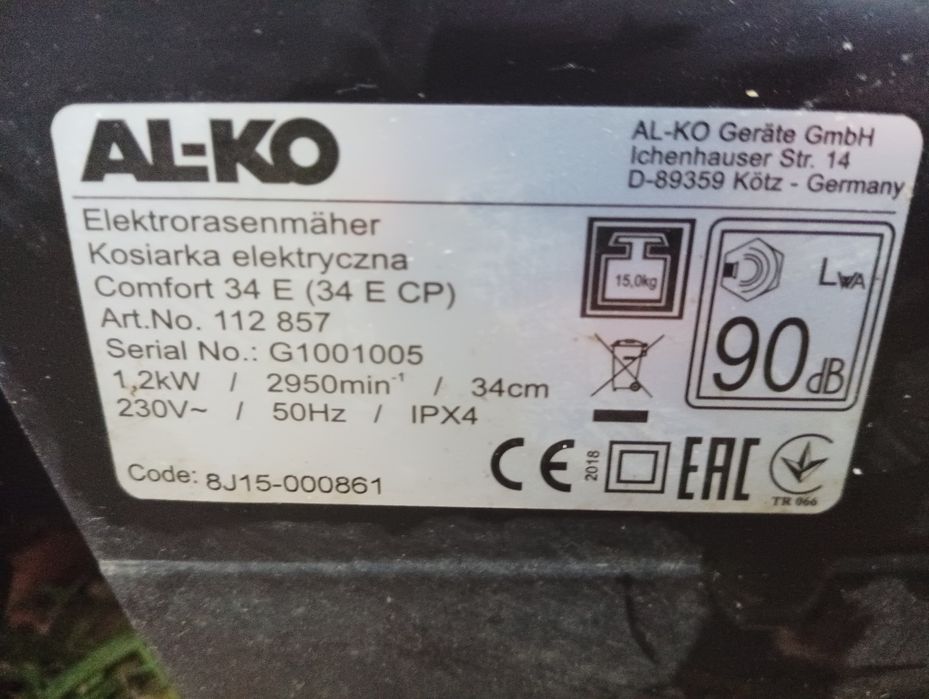 AL-KO
AL-KO Geräte GmbH
Ichenhauser Str. 14
D-89359 Kötz - Germany
Elektrorasenmäher
Kosiarka elektryczna
Comfort 34 E (34 E CP)
Art.No. 112 857
Serial No.: G1001005
1,2kW / 2950min⁻¹ / 34cm
230V~ / 50Hz / IPX4
Code: 8J15-000861
15,0kg
LWA
90dB
CE
2018
EAC
TR 066